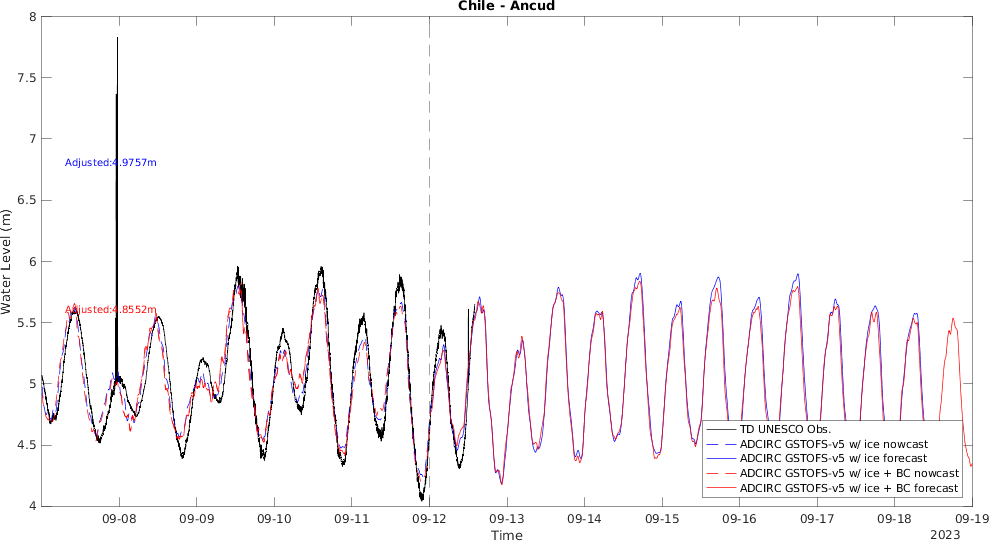 Chile - Ancud
8
7.5
7
6.5
6
5.5
5
4.5
4
Water Level (m)
Adjusted:4.9757m
Adjusted:4.8552m
TD UNESCO Obs.
ADCIRC GSTOFS-v5 w/ ice nowcast
ADCIRC GSTOFS-v5 w/ ice forecast
ADCIRC GSTOFS-v5 w/ ice + BC nowcast
ADCIRC GSTOFS-v5 w/ ice + BC forecast
09-08 09-09 09-10 09-11 09-12 09-13 09-14 09-15 09-16 09-17 09-18 09-19
Time
2023